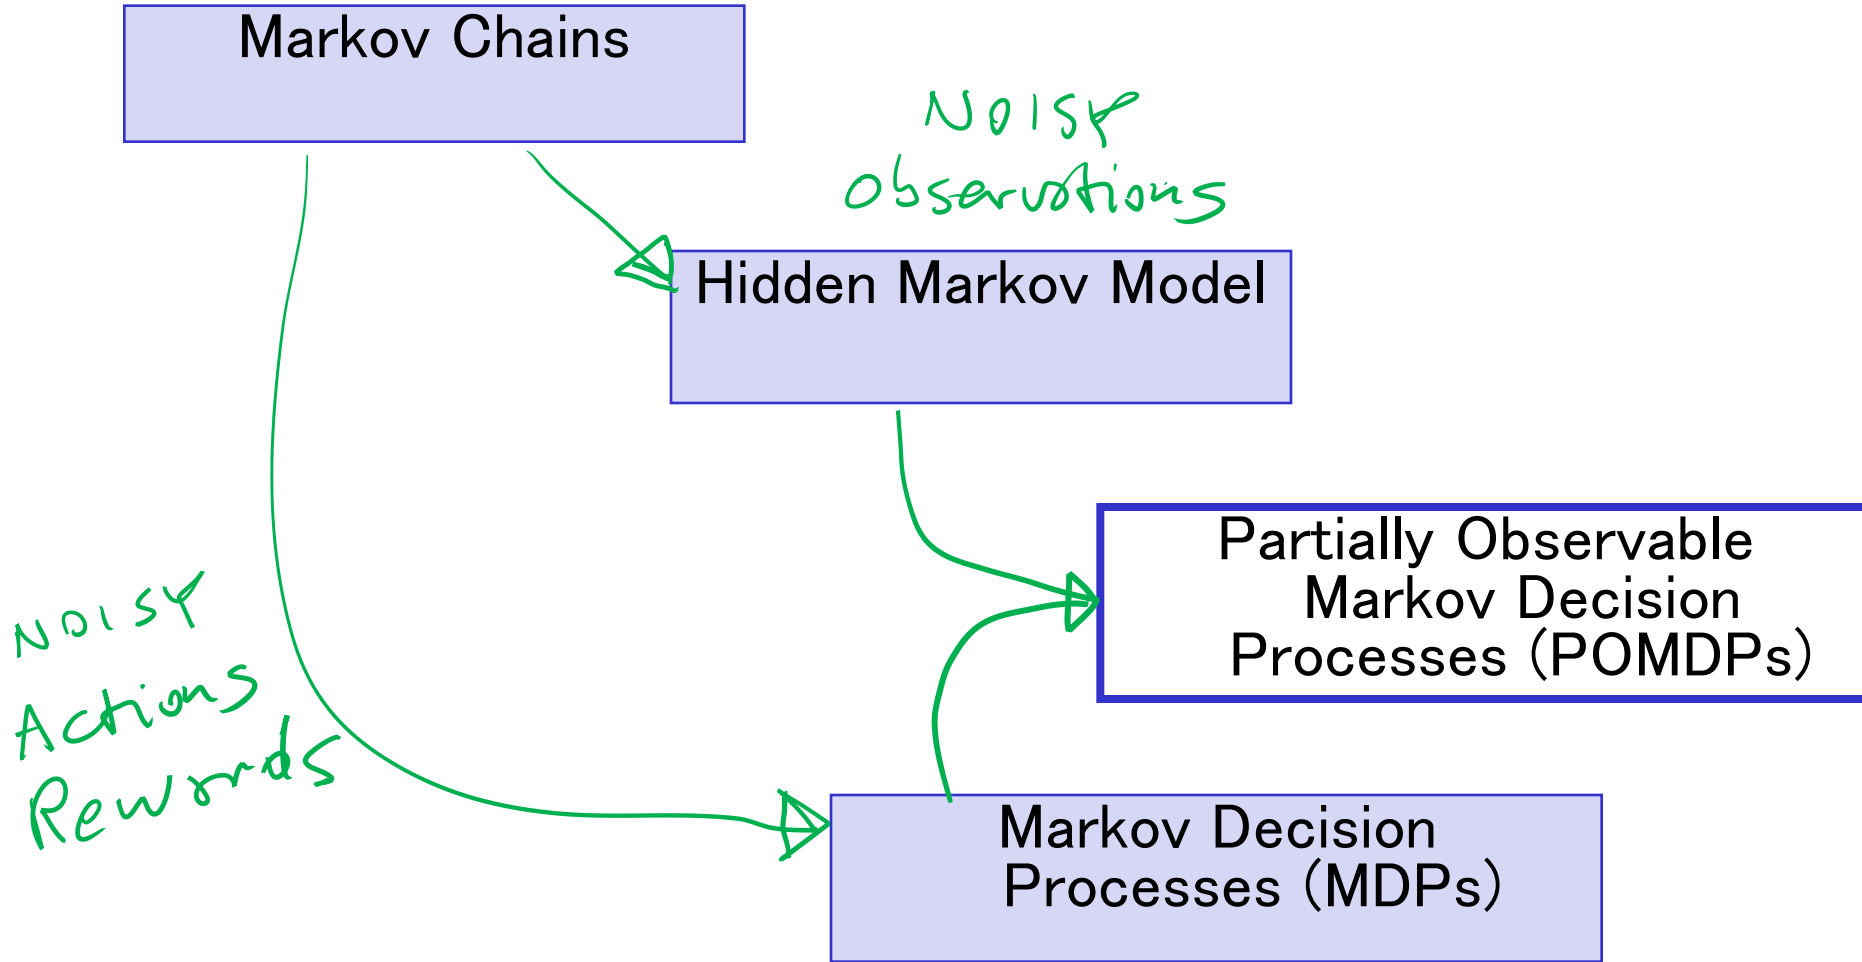 Markov Chains
NOISY
observations
Hidden Markov Model
Partially Observable
Markov Decision
Processes (POMDPs)
NOISY
Actions
Rewards
Markov Decision
Processes (MDPs)